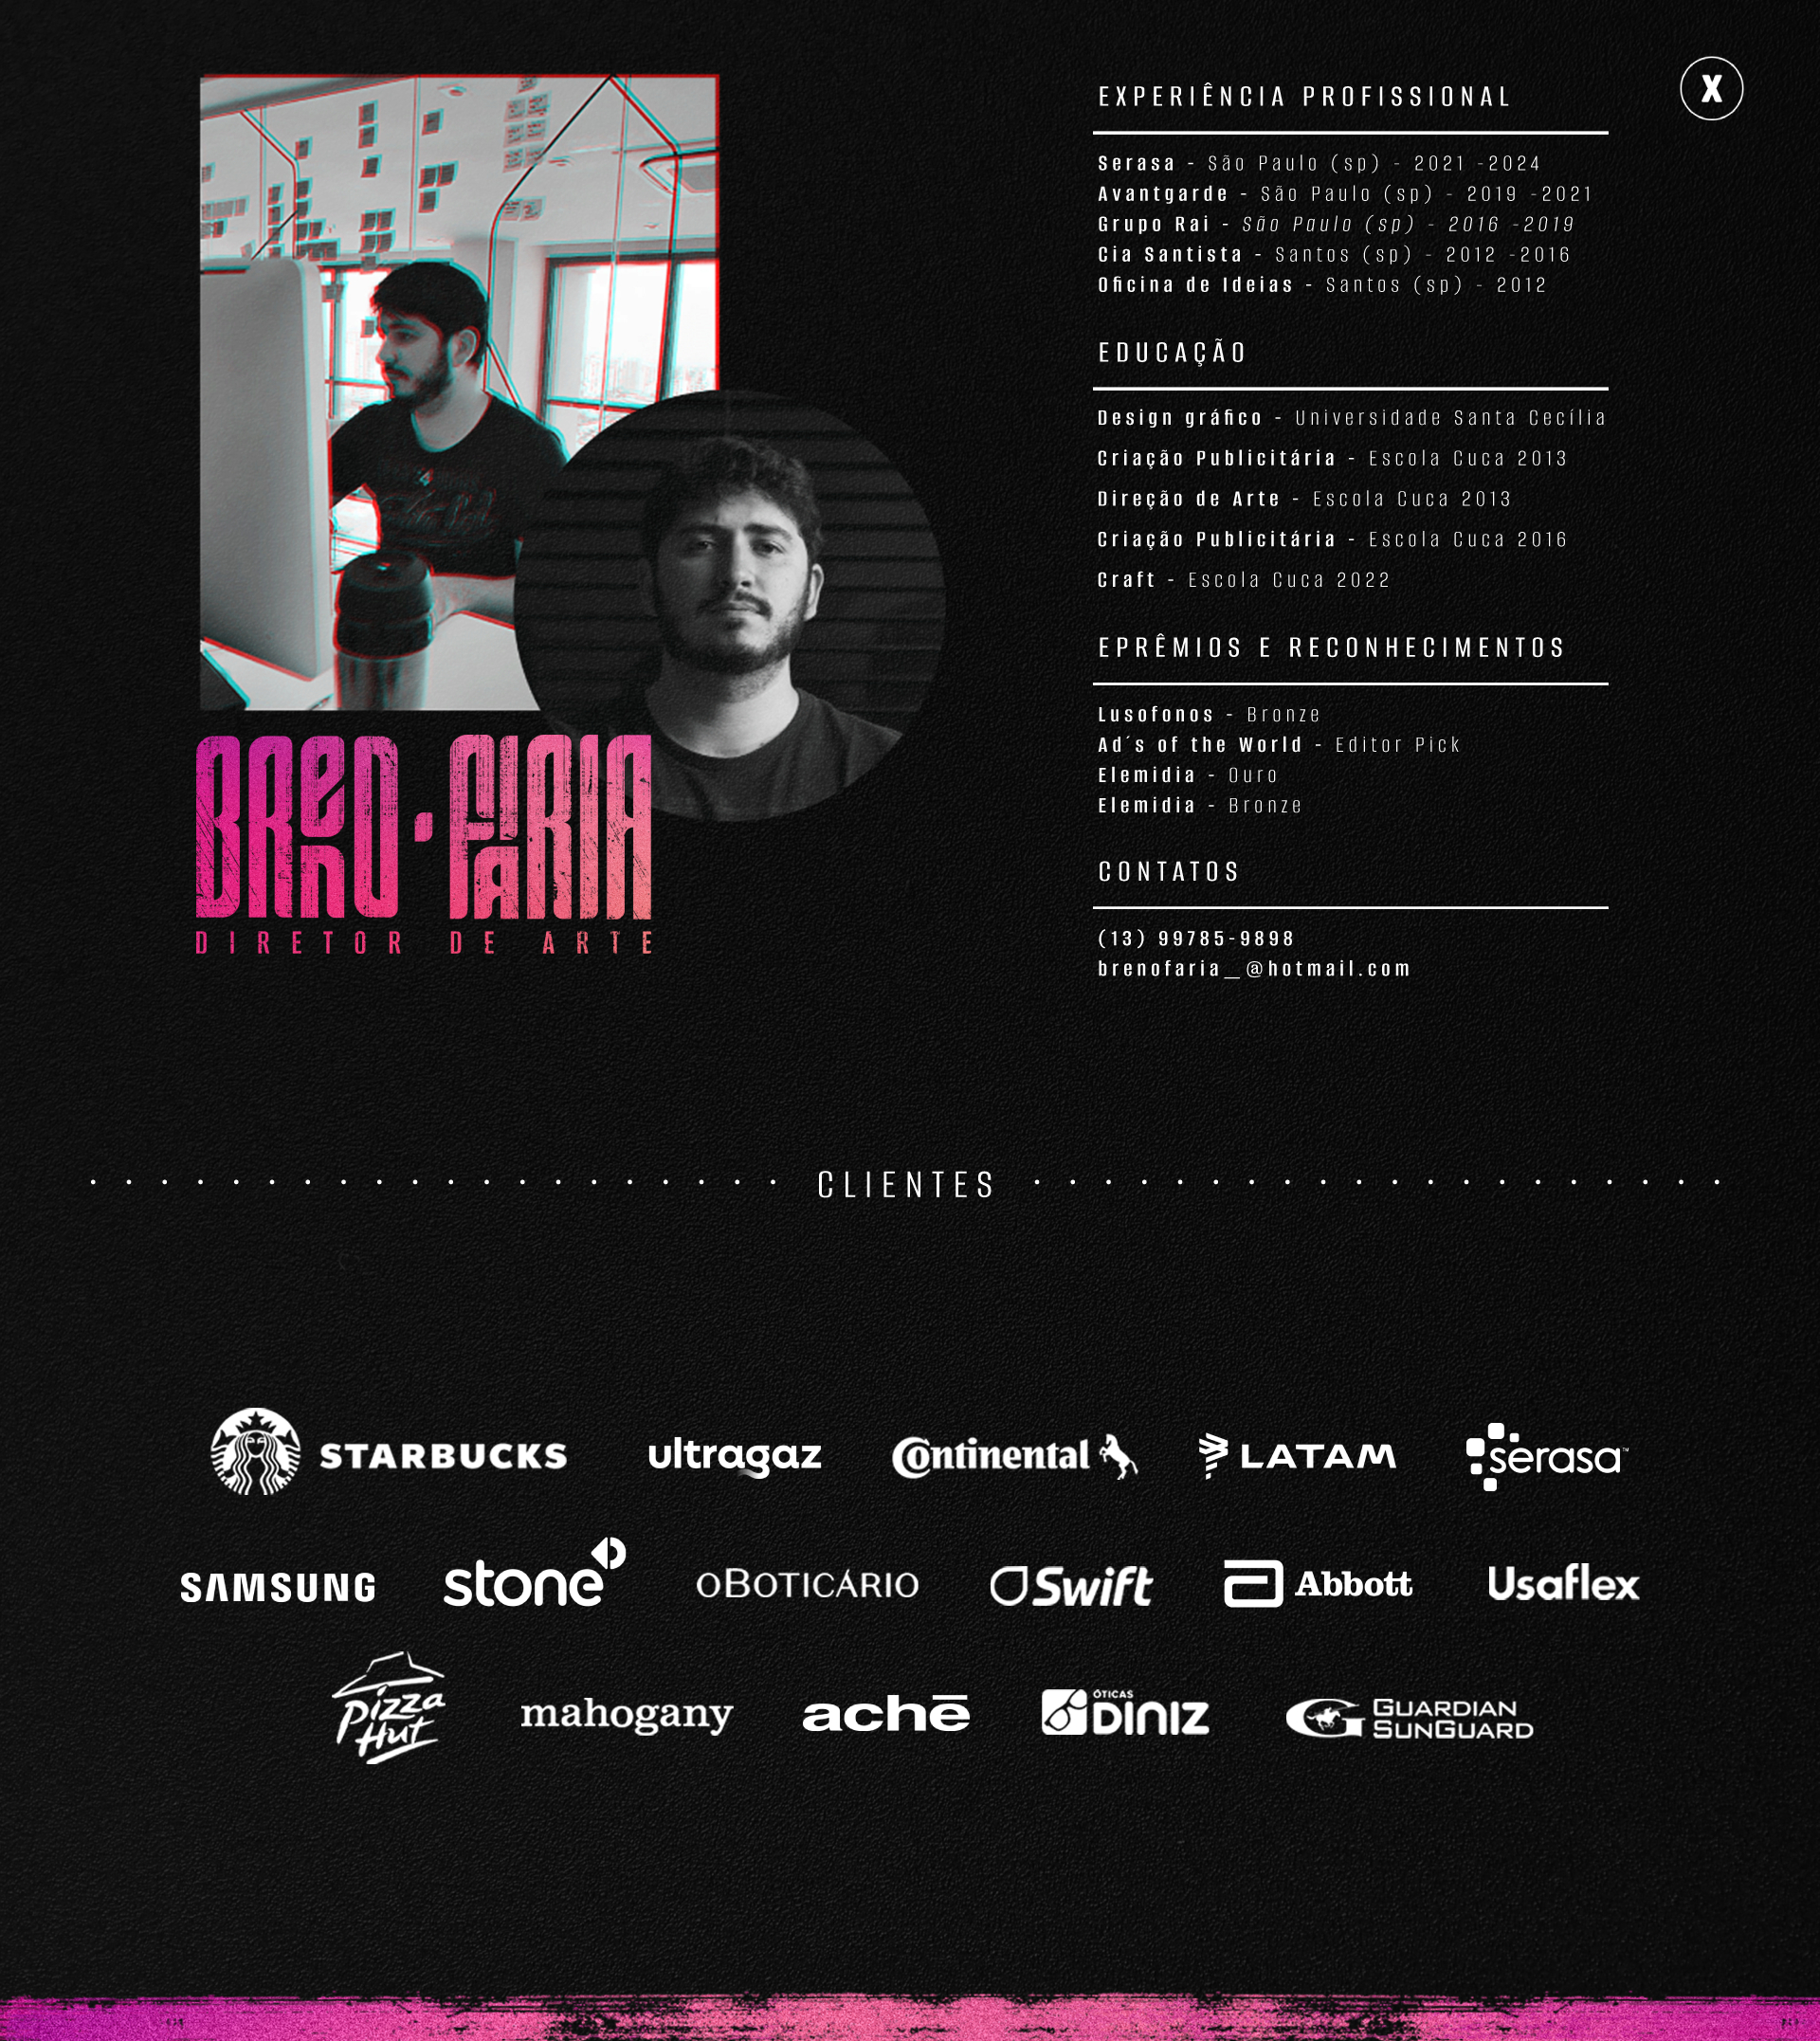 X
EXPERIÊNCIA PROFISSIONAL
Serasa - São Paulo (sp) - 2021 -2024
Avantgarde - São Paulo (sp) - 2019 -2021
Grupo Rai - São Paulo (sp) - 2016 -2019
Cia Santista - Santos (sp) - 2012 -2016
Oficina de Ideias - Santos (sp) - 2012
EDUCAÇÃO
Design gráfico - Universidade Santa Cecília
Criação Publicitária - Escola Cuca 2013
Direção de Arte - Escola Cuca 2013
Criação Publicitária - Escola Cuca 2016
Craft - Escola Cuca 2022
EPRÊMIOS E RECONHECIMENTOS
Lusofonos - Bronze
Ad´s of the World - Editor Pick
Elemidia - Ouro
Elemidia - Bronze
CONTATOS
(13) 99785-9898
brenofaria_@hotmail.com
BRenO · FaRIA
DIRETOR DE ARTE
CLIENTES
STARBUCKS ultragaz Continental LATAM serasa™
SAMSUNG stone oBOTICÁRIO Swift Abbott Usaflex
Pizza Hut mahogany achē ÓTICAS DINIZ GUARDIAN SUNGUARD